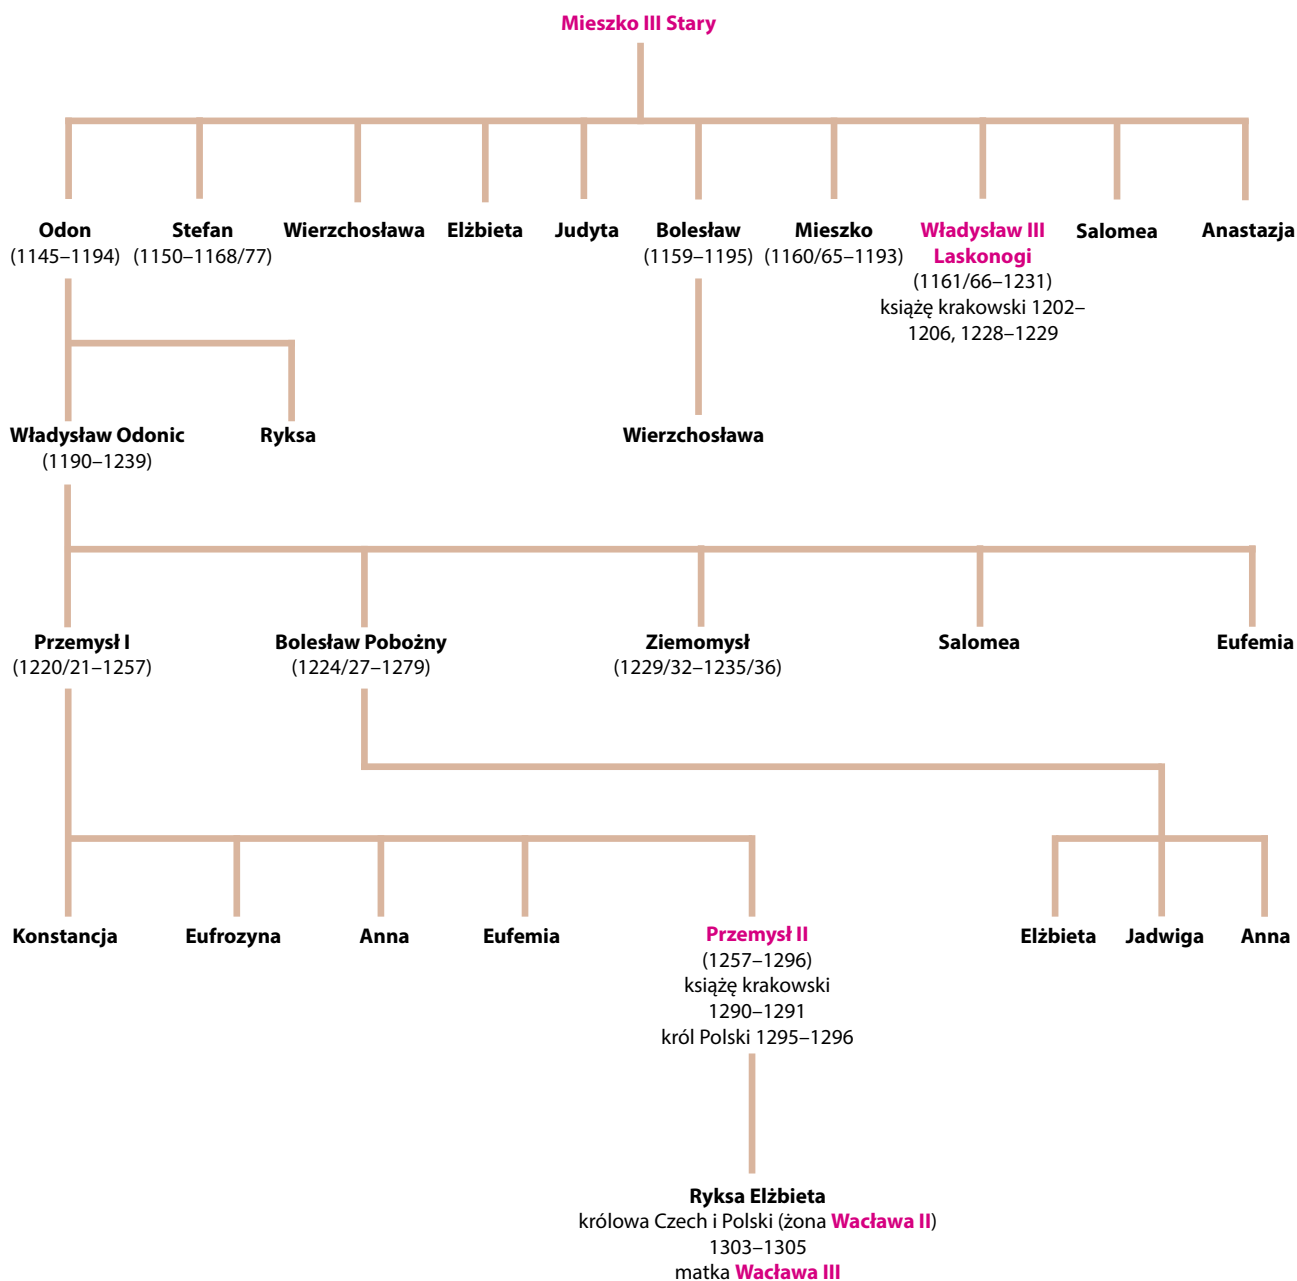 Mieszko III Stary
Odon
(1145–1194)
Stefan
(1150–1168/77)
Wierzchosława
Elżbieta
Judyta
Bolesław
(1159–1195)
Mieszko
(1160/65–1193)
Władysław III
Laskonogi
(1161/66–1231)
książę krakowski 1202–
1206, 1228–1229
Salomea
Anastazja
Władysław Odonic
(1190–1239)
Ryksa
Wierzchosława
Przemysł I
(1220/21–1257)
Bolesław Pobożny
(1224/27–1279)
Ziemomysł
(1229/32–1235/36)
Salomea
Eufemia
Konstancja
Eufrozyna
Anna
Eufemia
Przemysł II
(1257–1296)
książę krakowski
1290–1291
król Polski 1295–1296
Elżbieta
Jadwiga
Anna
Ryksa Elżbieta
królowa Czech i Polski (żona Wacława II)
1303–1305
matka Wacława III